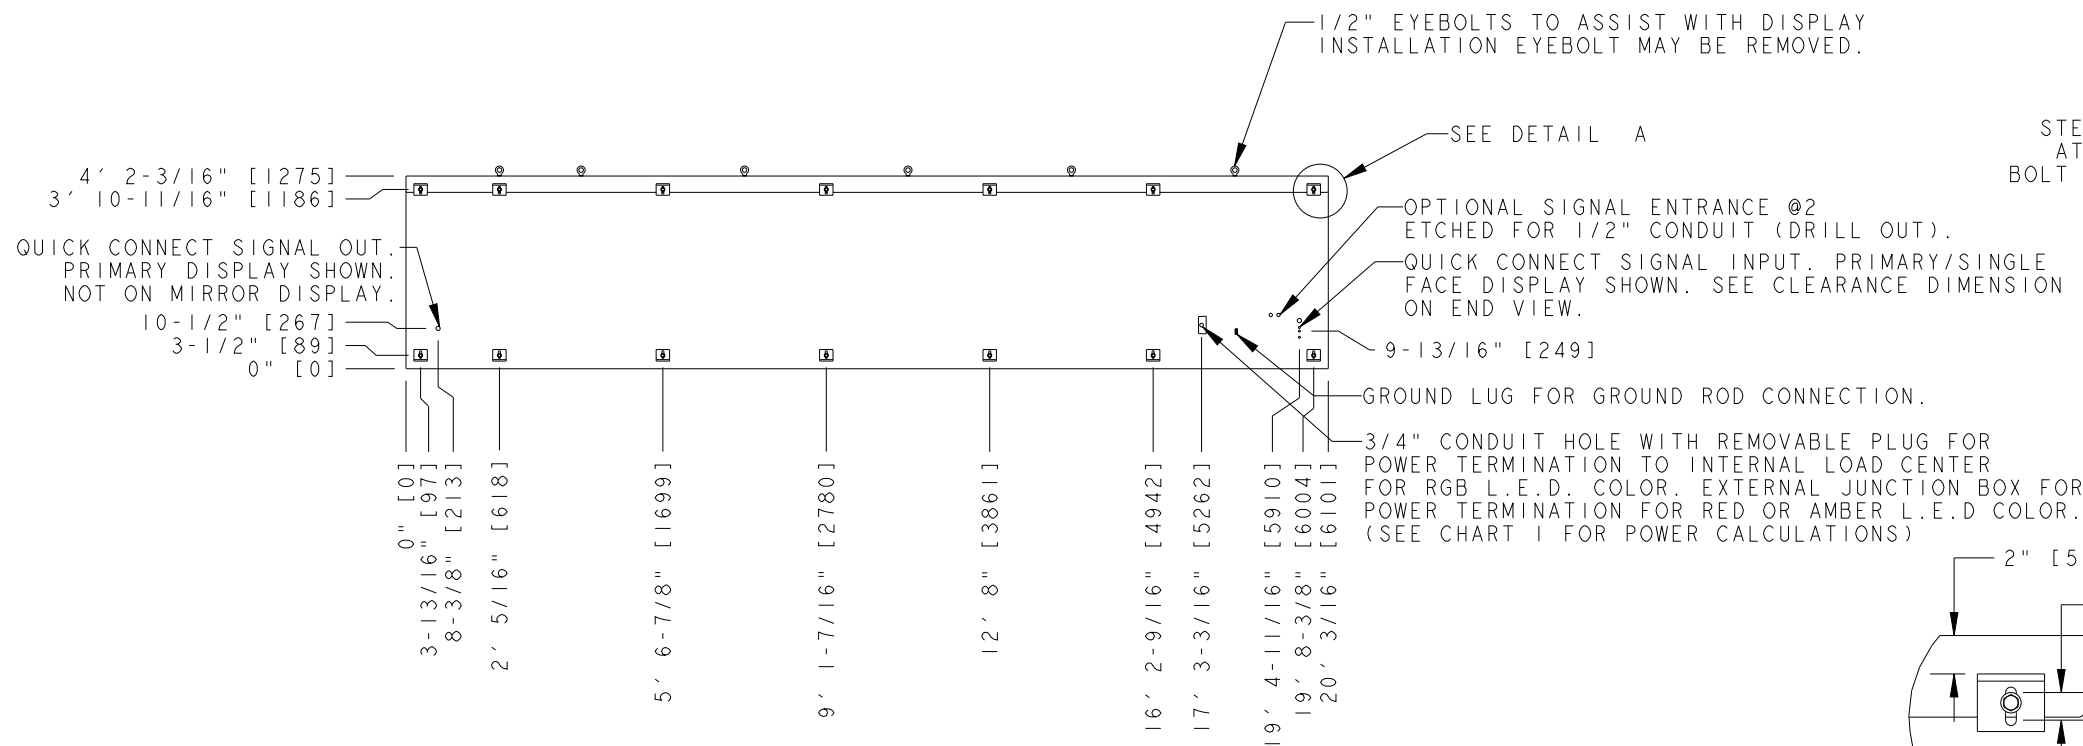 1/2" EYEBOLTS TO ASSIST WITH DISPLAY
INSTALLATION EYEBOLT MAY BE REMOVED.
SEE DETAIL A
STE
AT
BOLT
4′ 2-3/16" [1275]
3′ 10-11/16" [1186]
OPTIONAL SIGNAL ENTRANCE @2
ETCHED FOR 1/2" CONDUIT (DRILL OUT).
QUICK CONNECT SIGNAL OUT.
PRIMARY DISPLAY SHOWN.
NOT ON MIRROR DISPLAY.
QUICK CONNECT SIGNAL INPUT. PRIMARY/SINGLE
FACE DISPLAY SHOWN. SEE CLEARANCE DIMENSION
ON END VIEW.
10-1/2" [267]
3-1/2" [89]
0" [0]
9-13/16" [249]
GROUND LUG FOR GROUND ROD CONNECTION.
3/4" CONDUIT HOLE WITH REMOVABLE PLUG FOR
POWER TERMINATION TO INTERNAL LOAD CENTER
FOR RGB L.E.D. COLOR. EXTERNAL JUNCTION BOX FOR
POWER TERMINATION FOR RED OR AMBER L.E.D COLOR.
(SEE CHART 1 FOR POWER CALCULATIONS)
0" [0]
3-13/16" [97]
8-3/8" [213]
2′ 5/16" [618]
5′ 6-7/8" [1699]
9′ 1-7/16" [2780]
12′ 8" [3861]
16′ 2-9/16" [4942]
17′ 3-3/16" [5262]
19′ 4-11/16" [5910]
19′ 8-3/8" [6004]
20′ 3/16" [6101]
2" [5